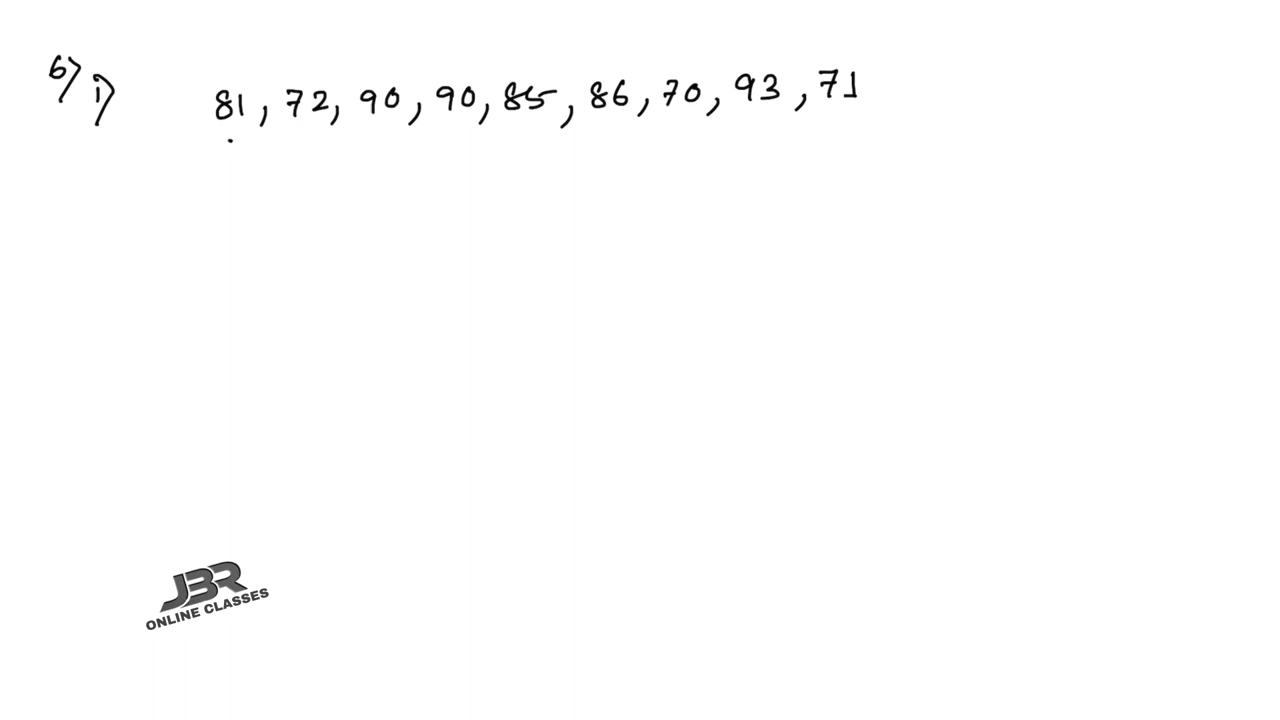 6) i) 81, 72, 90, 90, 85, 86, 70, 93, 71
JBR
ONLINE CLASSES